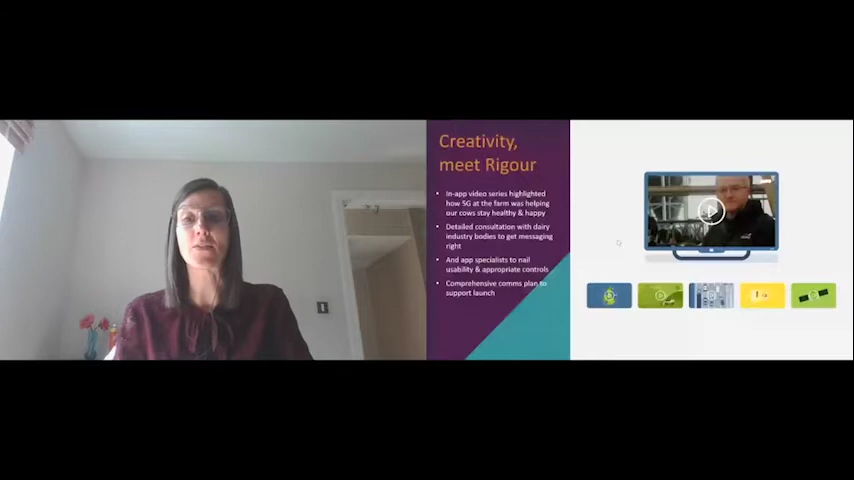 Creativity,
meet Rigour
• In-app video series highlighted
how 5G at the farm was helping
our cows stay healthy & happy
• Detailed consultation with dairy
industry bodies to get messaging
right
• And app specialists to nail
usability & appropriate controls
• Comprehensive comms plan to
support launch